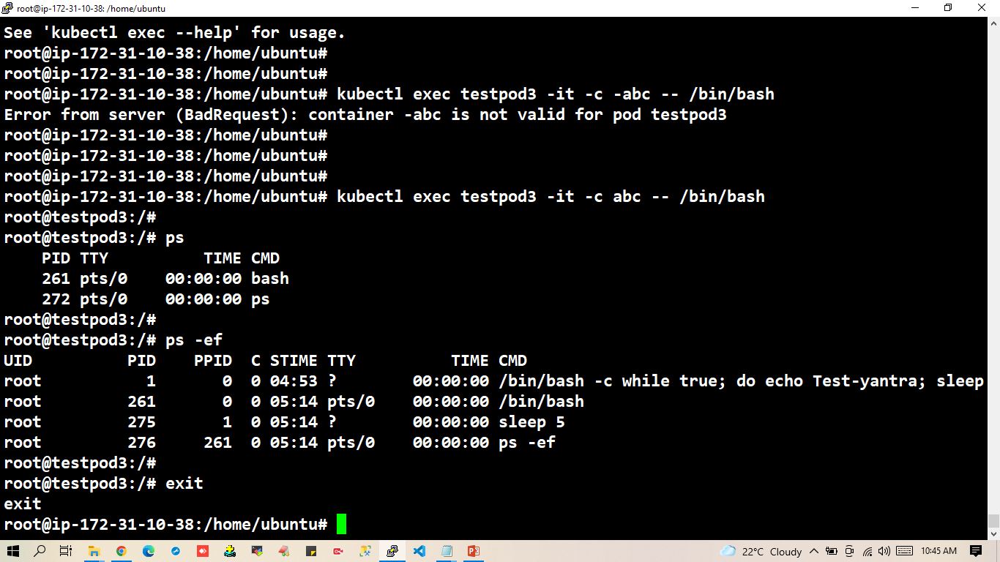 root@ip-172-31-10-38: /home/ubuntu
See 'kubectl exec --help' for usage.
root@ip-172-31-10-38:/home/ubuntu#
root@ip-172-31-10-38:/home/ubuntu#
root@ip-172-31-10-38:/home/ubuntu# kubectl exec testpod3 -it -c -abc -- /bin/bash
Error from server (BadRequest): container -abc is not valid for pod testpod3
root@ip-172-31-10-38:/home/ubuntu#
root@ip-172-31-10-38:/home/ubuntu#
root@ip-172-31-10-38:/home/ubuntu#
root@ip-172-31-10-38:/home/ubuntu# kubectl exec testpod3 -it -c abc -- /bin/bash
root@testpod3:/#
root@testpod3:/# ps
    PID TTY          TIME CMD
    261 pts/0    00:00:00 bash
    272 pts/0    00:00:00 ps
root@testpod3:/#
root@testpod3:/# ps -ef
UID          PID    PPID  C STIME TTY          TIME CMD
root           1       0  0 04:53 ?        00:00:00 /bin/bash -c while true; do echo Test-yantra; sleep
root         261       0  0 05:14 pts/0    00:00:00 /bin/bash
root         275       1  0 05:14 ?        00:00:00 sleep 5
root         276     261  0 05:14 pts/0    00:00:00 ps -ef
root@testpod3:/#
root@testpod3:/# exit
exit
root@ip-172-31-10-38:/home/ubuntu#
22°C Cloudy 10:45 AM